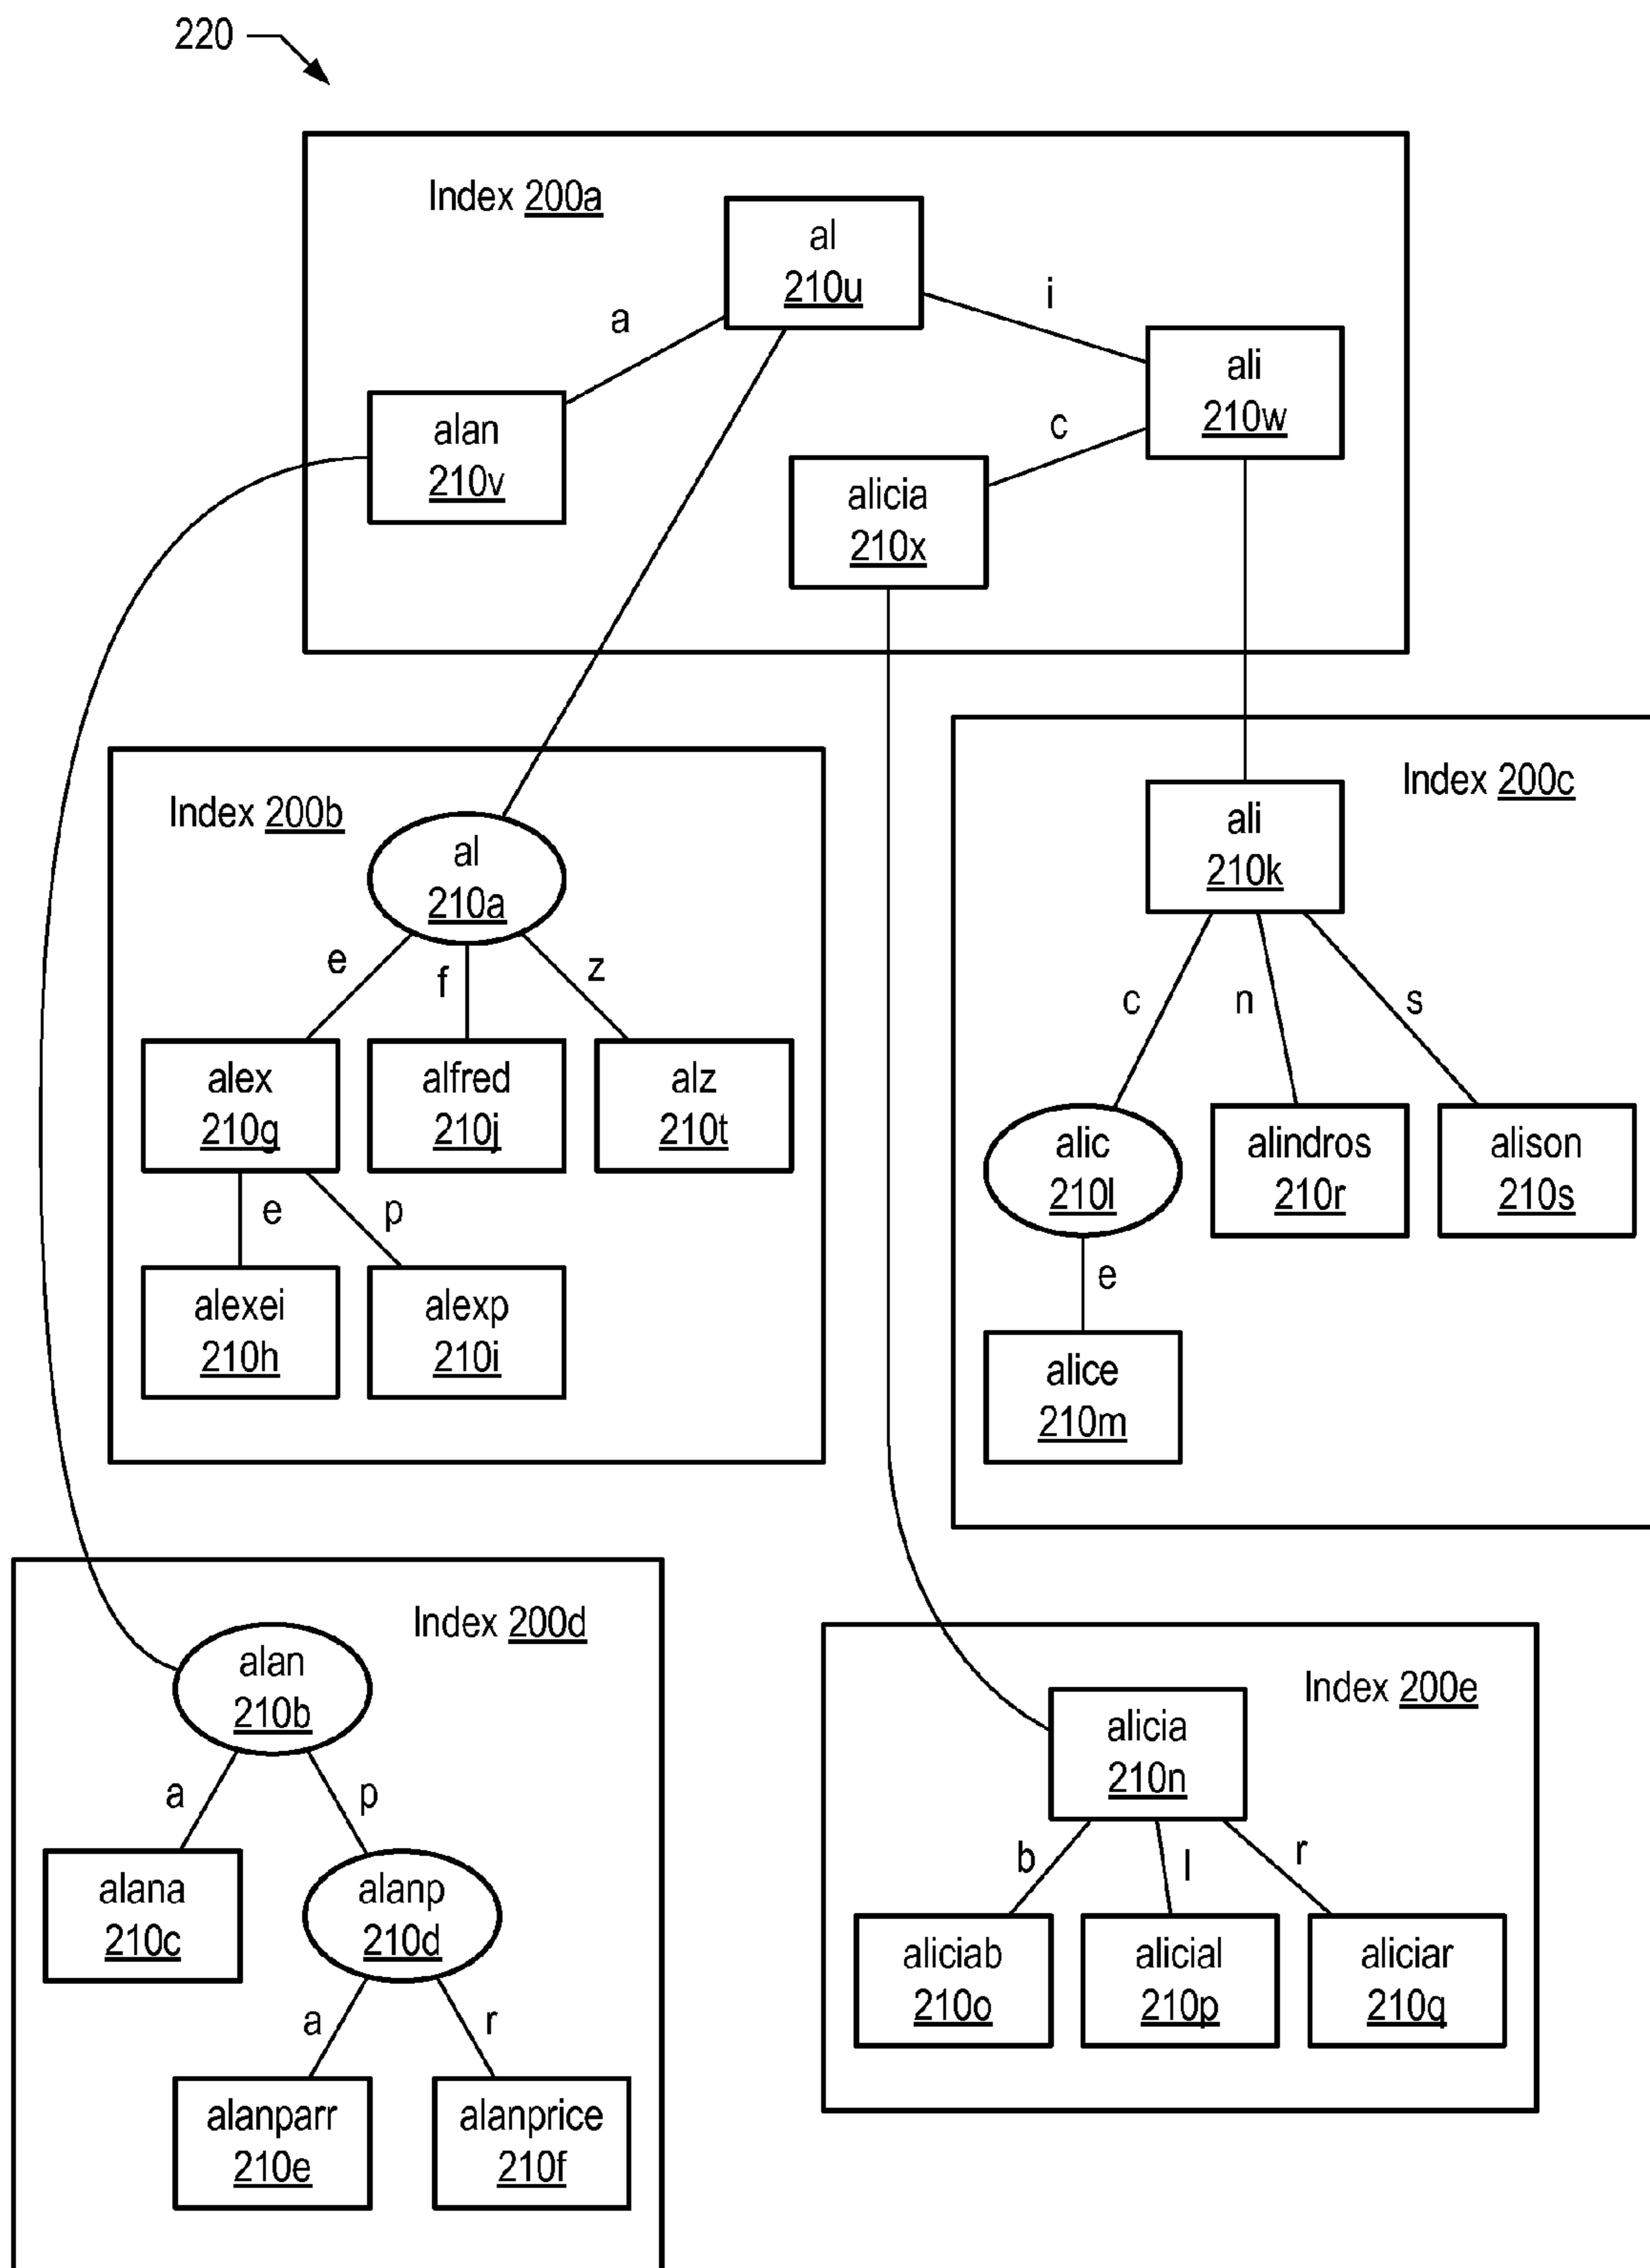 220
Index 200a
al
210u
a
i
alan
210v
ali
210w
c
alicia
210x
Index 200b
al
210a
e
f
z
alex
210g
alfred
210j
alz
210t
e
p
alexei
210h
alexp
210i
Index 200c
ali
210k
c
n
s
alic
210l
alindros
210r
alison
210s
e
alice
210m
Index 200d
alan
210b
a
p
alana
210c
alanp
210d
a
r
alanparr
210e
alanprice
210f
Index 200e
alicia
210n
b
l
r
aliciab
210o
alicial
210p
aliciar
210q